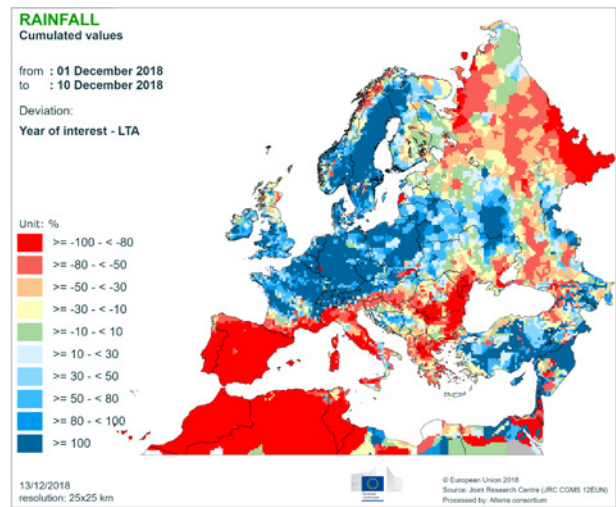 RAINFALL
Cumulated values
from : 01 December 2018
to : 10 December 2018
Deviation:
Year of interest - LTA
Unit: %
>= -100 - < -80
>= -80 - < -50
>= -50 - < -30
>= -30 - < -10
>= -10 - < 10
>= 10 - < 30
>= 30 - < 50
>= 50 - < 80
>= 80 - < 100
>= 100
13/12/2018
resolution: 25x25 km
© European Union 2018
Source: Joint Research Centre (JRC CGMS 12EUN)
Processed by: Alterra consortium